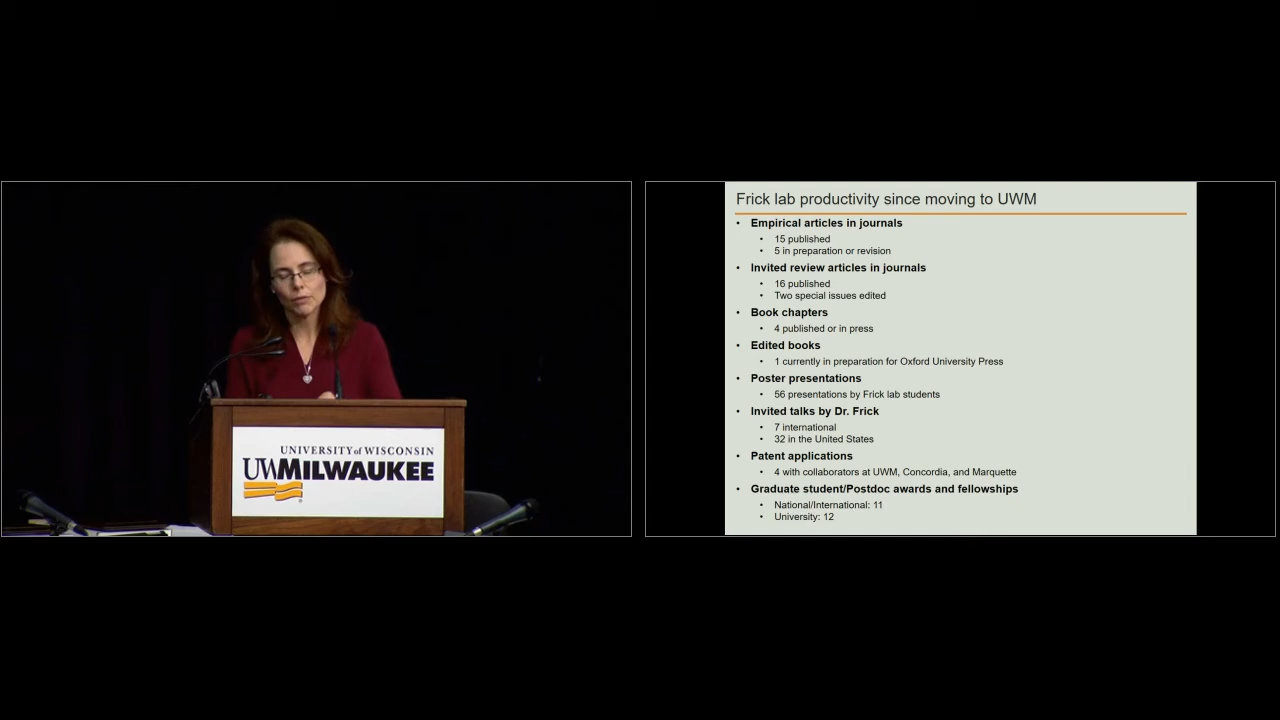 UNIVERSITY of WISCONSIN
UWMILWAUKEE
Frick lab productivity since moving to UWM
• Empirical articles in journals
• 15 published
• 5 in preparation or revision
• Invited review articles in journals
• 16 published
• Two special issues edited
• Book chapters
• 4 published or in press
• Edited books
• 1 currently in preparation for Oxford University Press
• Poster presentations
• 56 presentations by Frick lab students
• Invited talks by Dr. Frick
• 7 international
• 32 in the United States
• Patent applications
• 4 with collaborators at UWM, Concordia, and Marquette
• Graduate student/Postdoc awards and fellowships
• National/International: 11
• University: 12